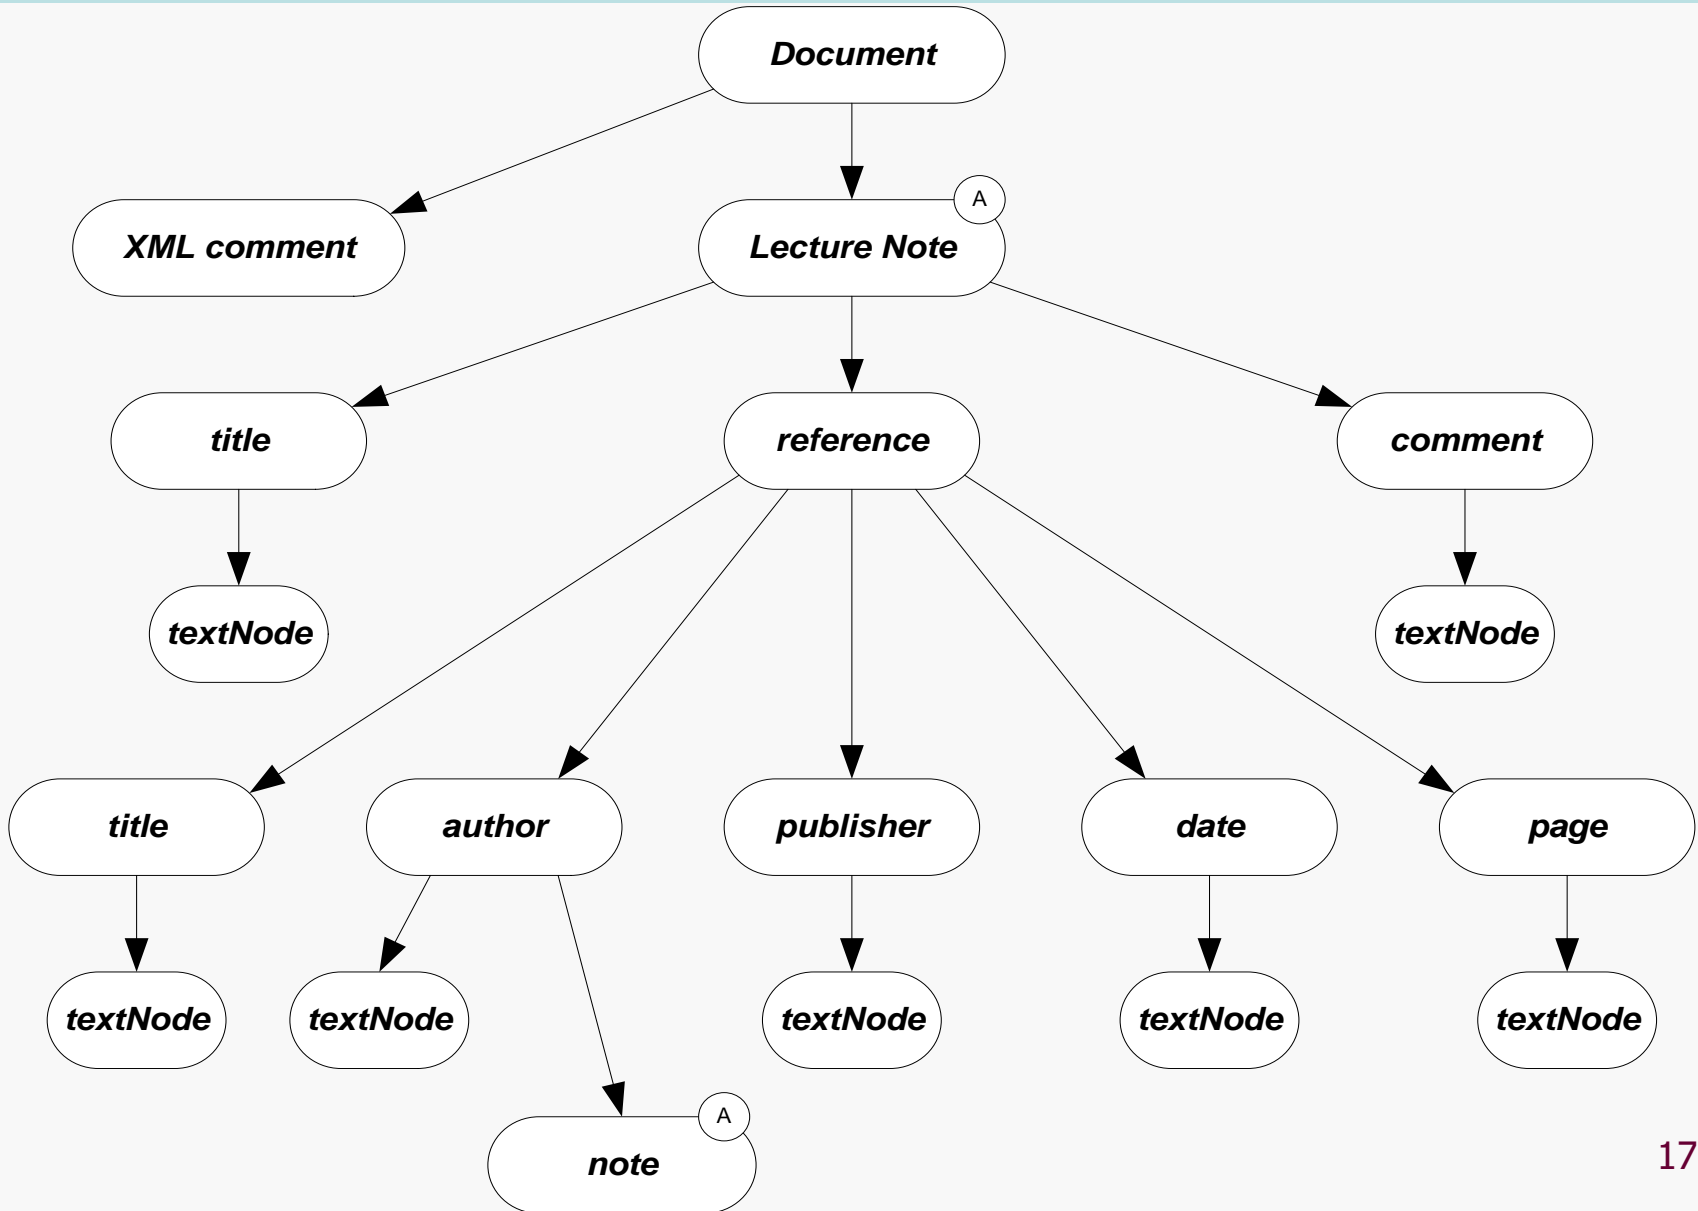 Document
A
XML comment
Lecture Note
title
reference
comment
textNode
textNode
title
author
publisher
date
page
textNode
textNode
textNode
textNode
textNode
A
note
17